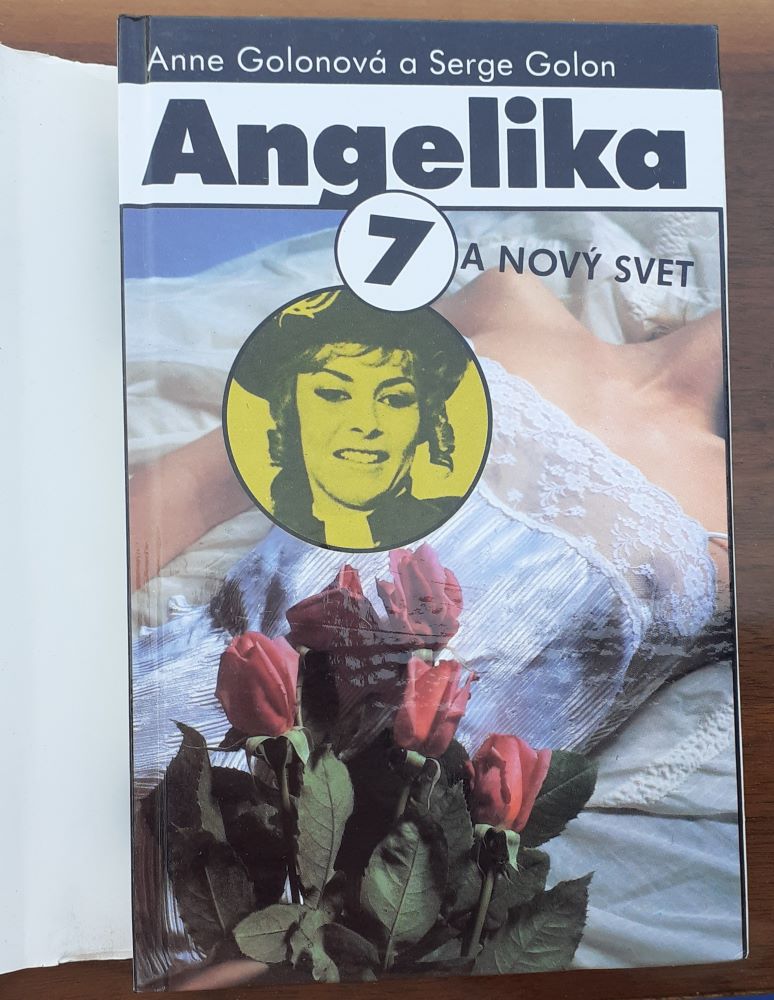 Anne Golonová a Serge Golon
Angelika
7
A NOVÝ SVET